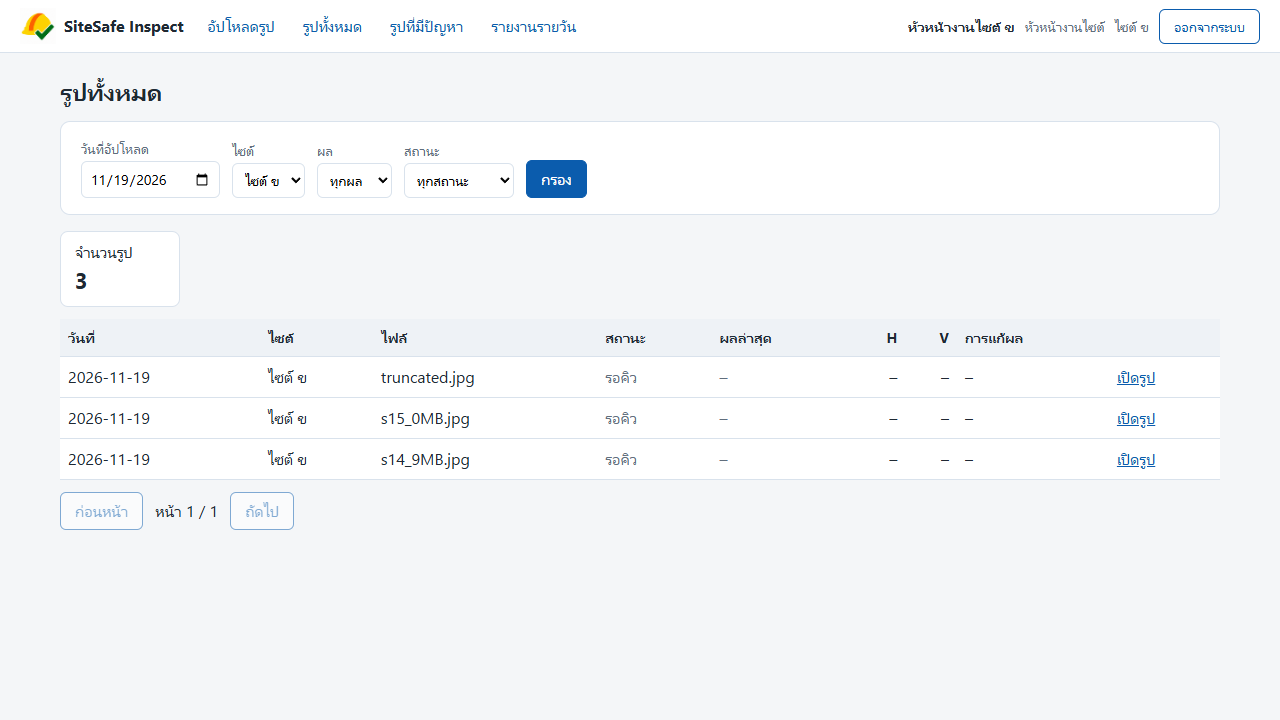 SiteSafe Inspect อัปโหลดรูป รูปทั้งหมด รูปที่มีปัญหา รายงานรายวัน หัวหน้างานไซต์ ข หัวหน้างานไซต์ ไซต์ ข ออกจากระบบ
รูปทั้งหมด
วันที่อัปโหลด ไซต์ ผล สถานะ
11/19/2026 ไซต์ ข ทุกผล ทุกสถานะ กรอง
จำนวนรูป
3
วันที่ ไซต์ ไฟล์ สถานะ ผลล่าสุด H V การแก้ผล
2026-11-19 ไซต์ ข truncated.jpg รอคิว – – – – เปิดรูป
2026-11-19 ไซต์ ข s15_0MB.jpg รอคิว – – – – เปิดรูป
2026-11-19 ไซต์ ข s14_9MB.jpg รอคิว – – – – เปิดรูป
ก่อนหน้า หน้า 1 / 1 ถัดไป